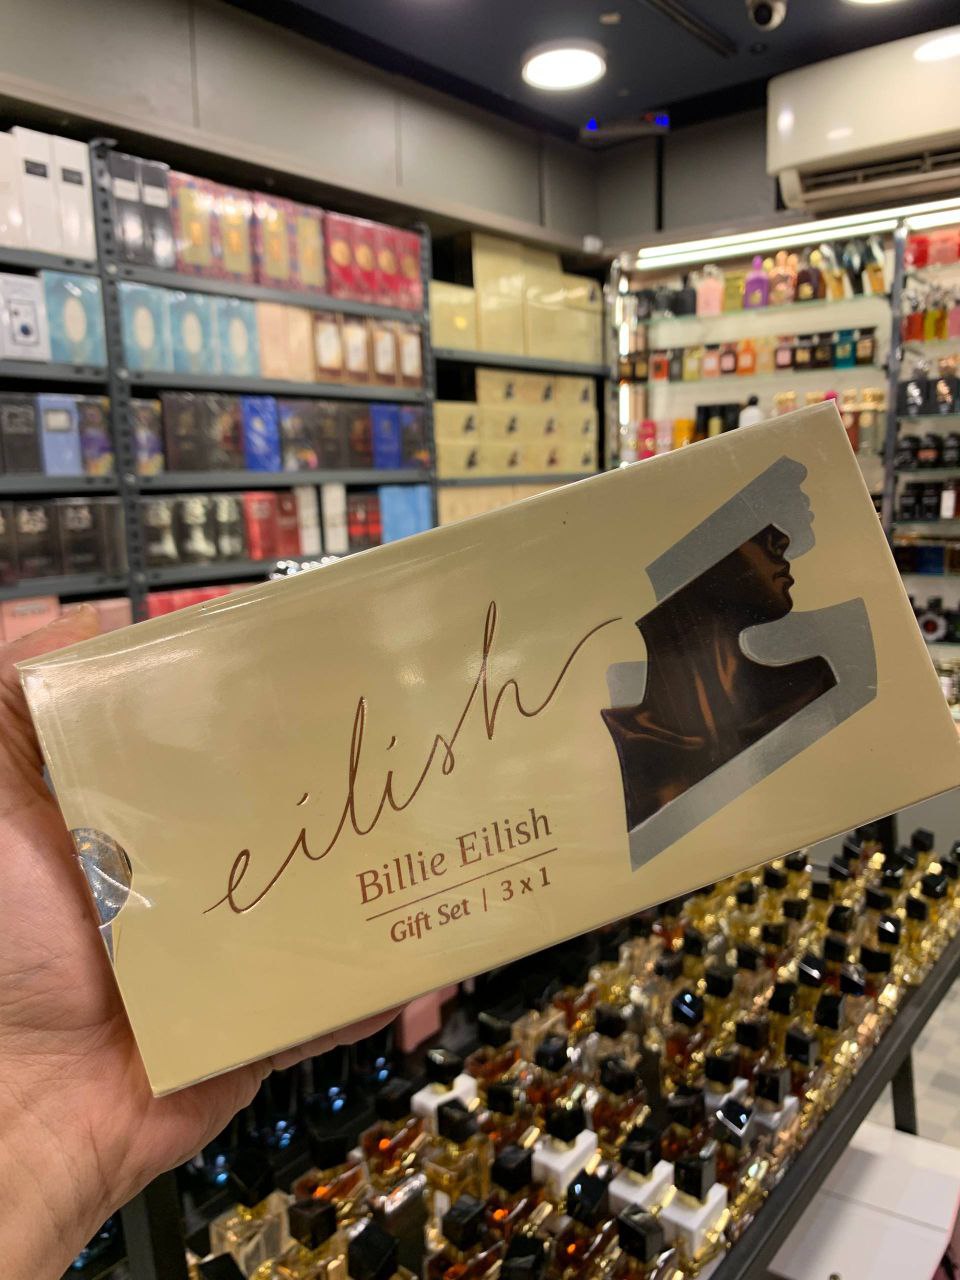 eilish
Billie Eilish
Gift Set | 3 x 1